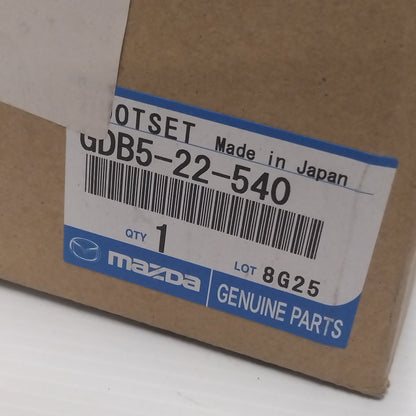 OTSET Made in Japan
GDB5-22-540
QTY 1
LOT 8G25
mazda GENUINE PARTS